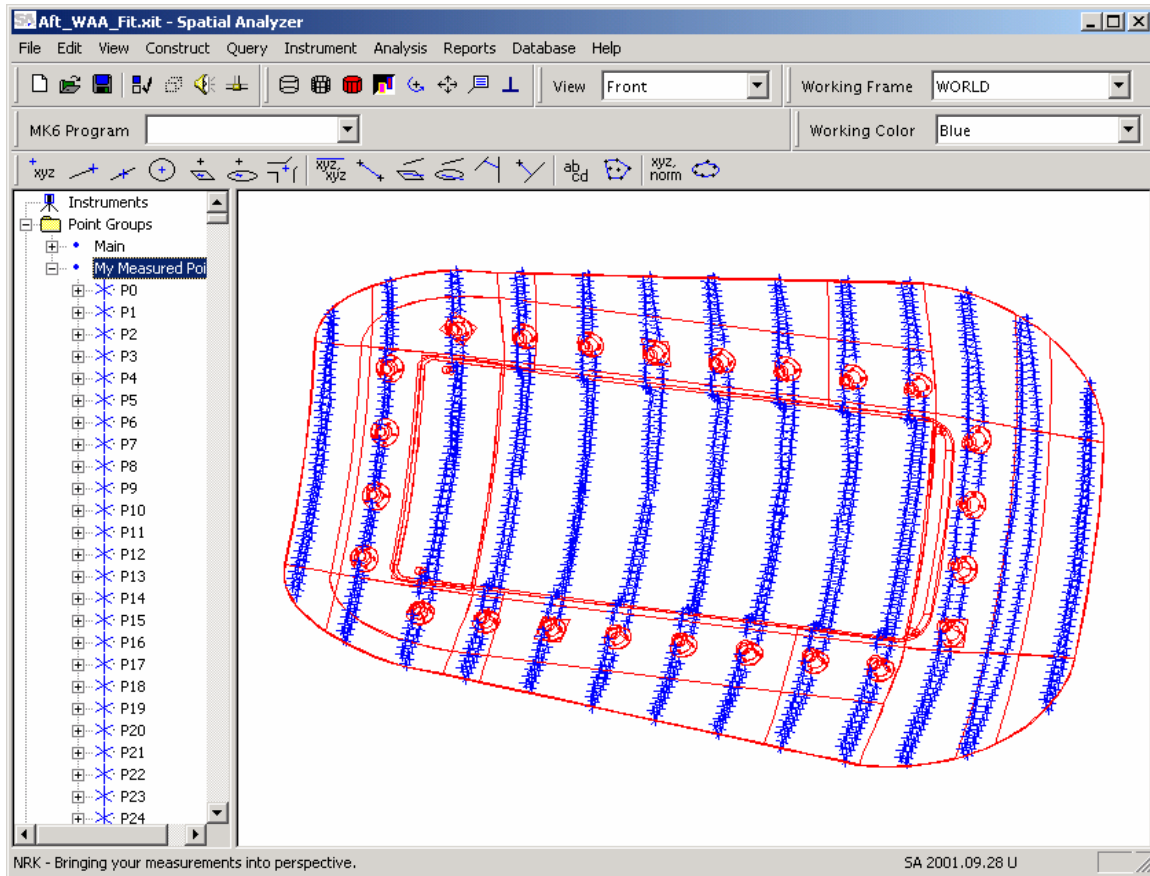 Aft_WAA_Fit.xit - Spatial Analyzer
File Edit View Construct Query Instrument Analysis Reports Database Help
View Front Working Frame WORLD
MK6 Program Working Color Blue
xyz xyz xyz ab cd xyz, norm
Instruments
Point Groups
Main
My Measured Poi
P0
P1
P2
P3
P4
P5
P6
P7
P8
P9
P10
P11
P12
P13
P14
P15
P16
P17
P18
P19
P20
P21
P22
P23
P24
NRK - Bringing your measurements into perspective. SA 2001.09.28 U